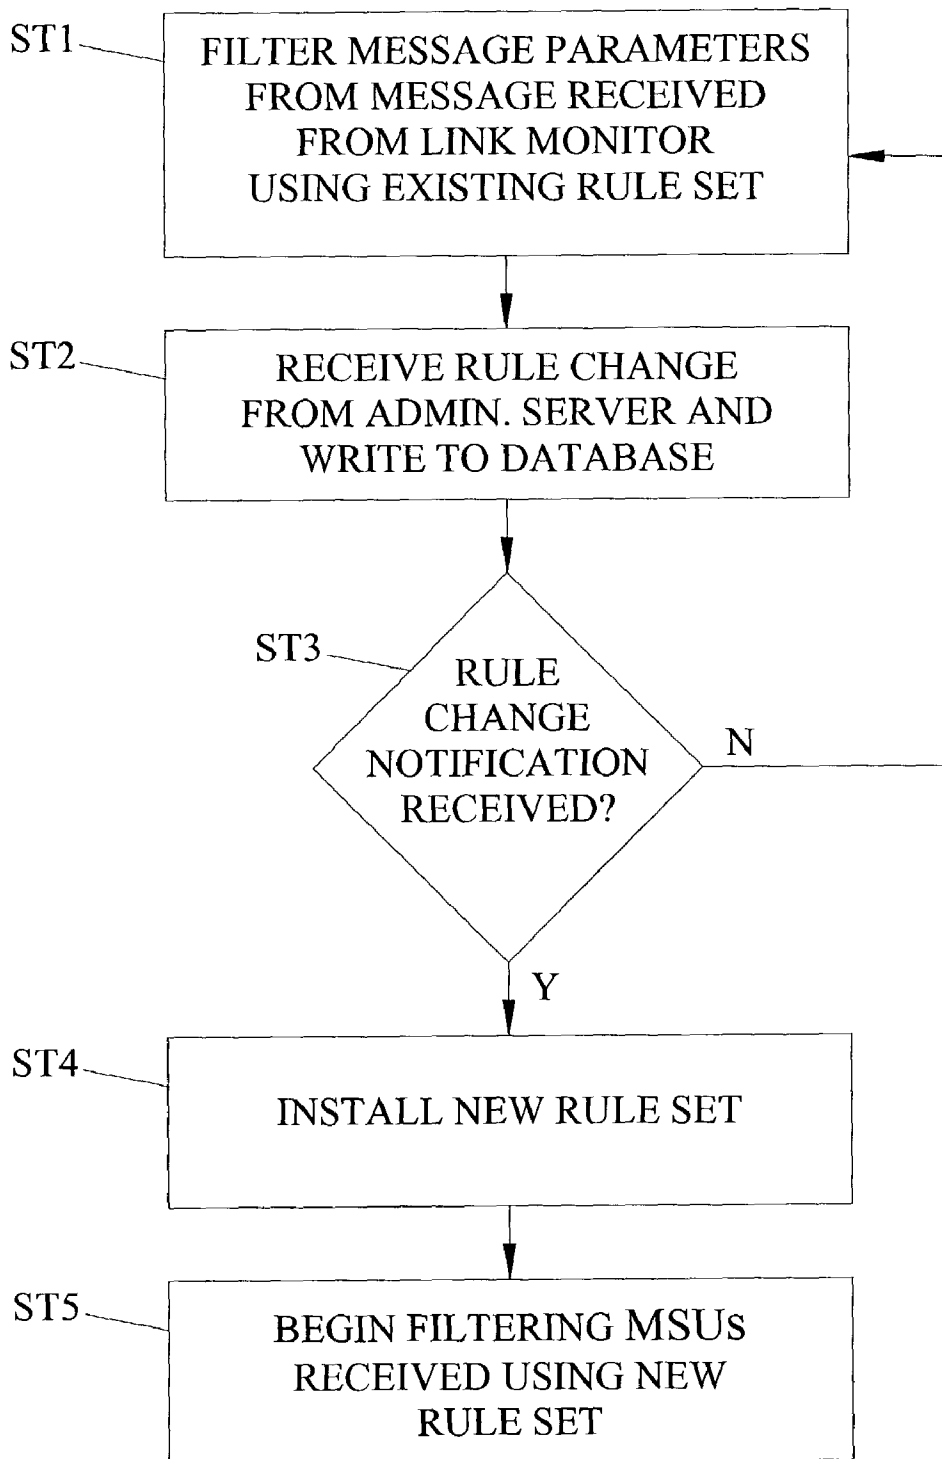 ST1
FILTER MESSAGE PARAMETERS
FROM MESSAGE RECEIVED
FROM LINK MONITOR
USING EXISTING RULE SET
ST2
RECEIVE RULE CHANGE
FROM ADMIN. SERVER AND
WRITE TO DATABASE
ST3
RULE
CHANGE
NOTIFICATION
RECEIVED?
N
Y
ST4
INSTALL NEW RULE SET
ST5
BEGIN FILTERING MSUs
RECEIVED USING NEW
RULE SET